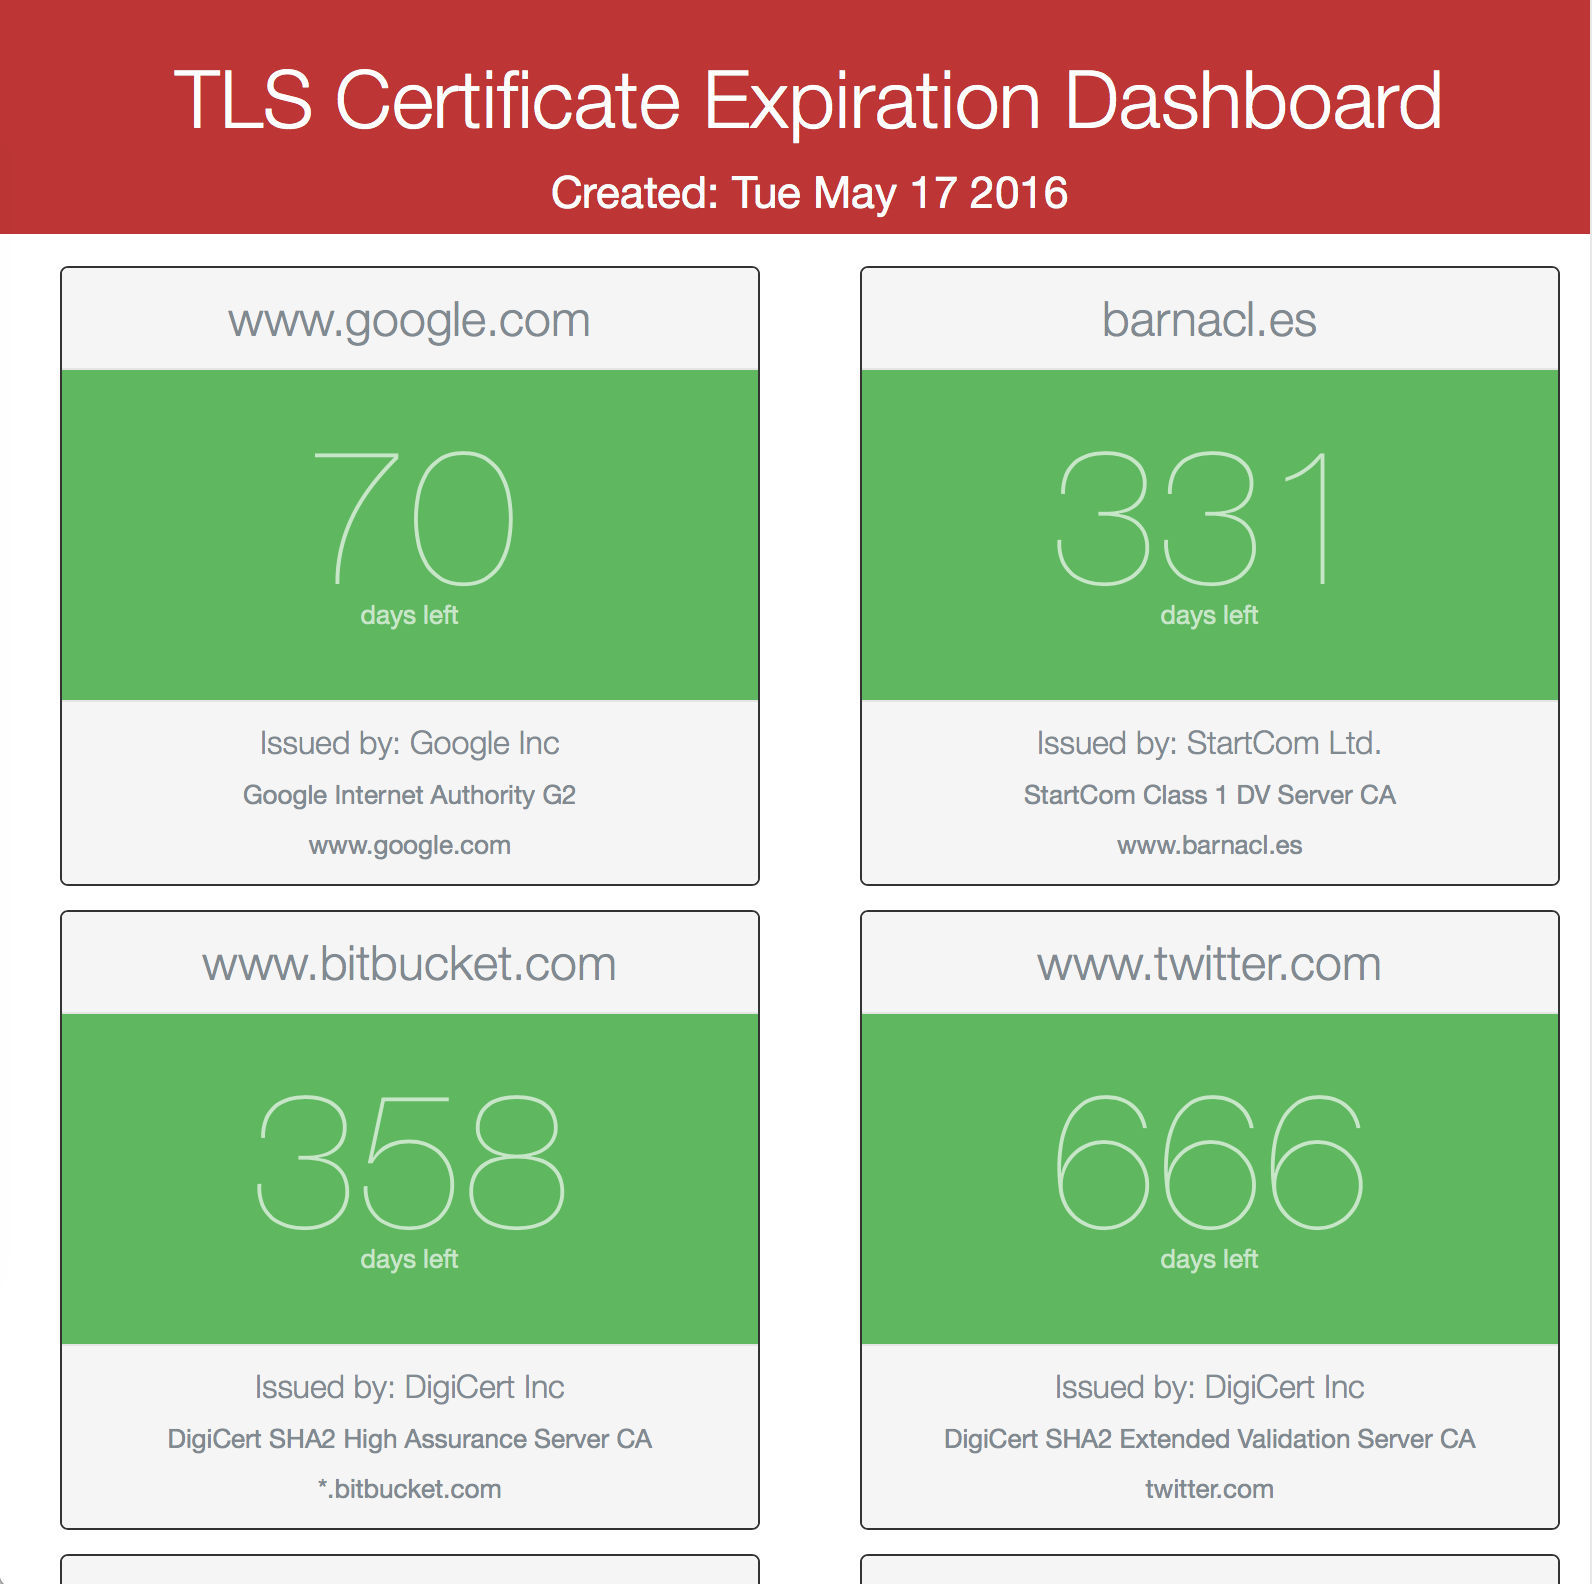 TLS Certificate Expiration Dashboard
Created: Tue May 17 2016
www.google.com
70
days left
Issued by: Google Inc
Google Internet Authority G2
www.google.com
barnacl.es
331
days left
Issued by: StartCom Ltd.
StartCom Class 1 DV Server CA
www.barnacl.es
www.bitbucket.com
358
days left
Issued by: DigiCert Inc
DigiCert SHA2 High Assurance Server CA
*.bitbucket.com
www.twitter.com
666
days left
Issued by: DigiCert Inc
DigiCert SHA2 Extended Validation Server CA
twitter.com